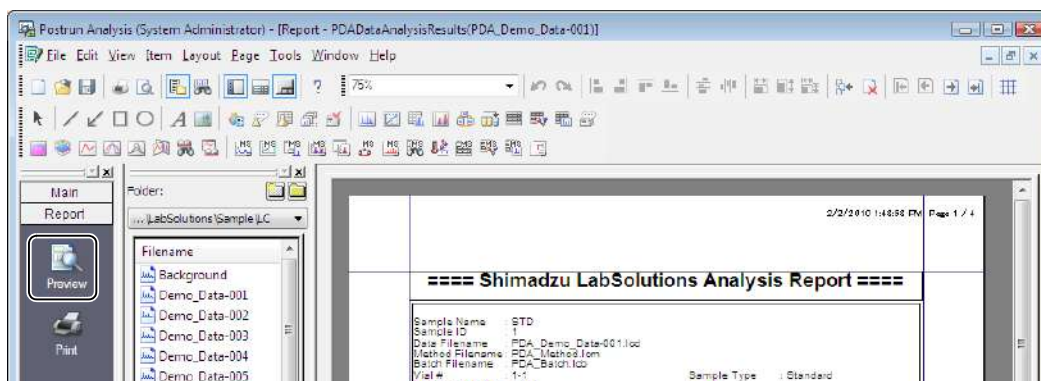 Postrun Analysis (System Administrator) - [Report - PDADataAnalysisResults(PDA_Demo_Data-001)]
File Edit View Item Layout Page Tools Window Help
75%
Main
Report
Preview
Print
Folder:
...\LabSolutions\Sample\LC
Filename
Background
Demo_Data-001
Demo_Data-002
Demo_Data-003
Demo_Data-004
Demo_Data-005
2/2/2010 1:48:58 PM Page 1 / 4
==== Shimadzu LabSolutions Analysis Report ====
Sample Name : STD
Sample ID : 1
Data Filename : PDA_Demo_Data-001.lcd
Method Filename : PDA_Method.lcm
Batch Filename : PDA_Batch.lcb
Vial # : 1-1 Sample Type : Standard